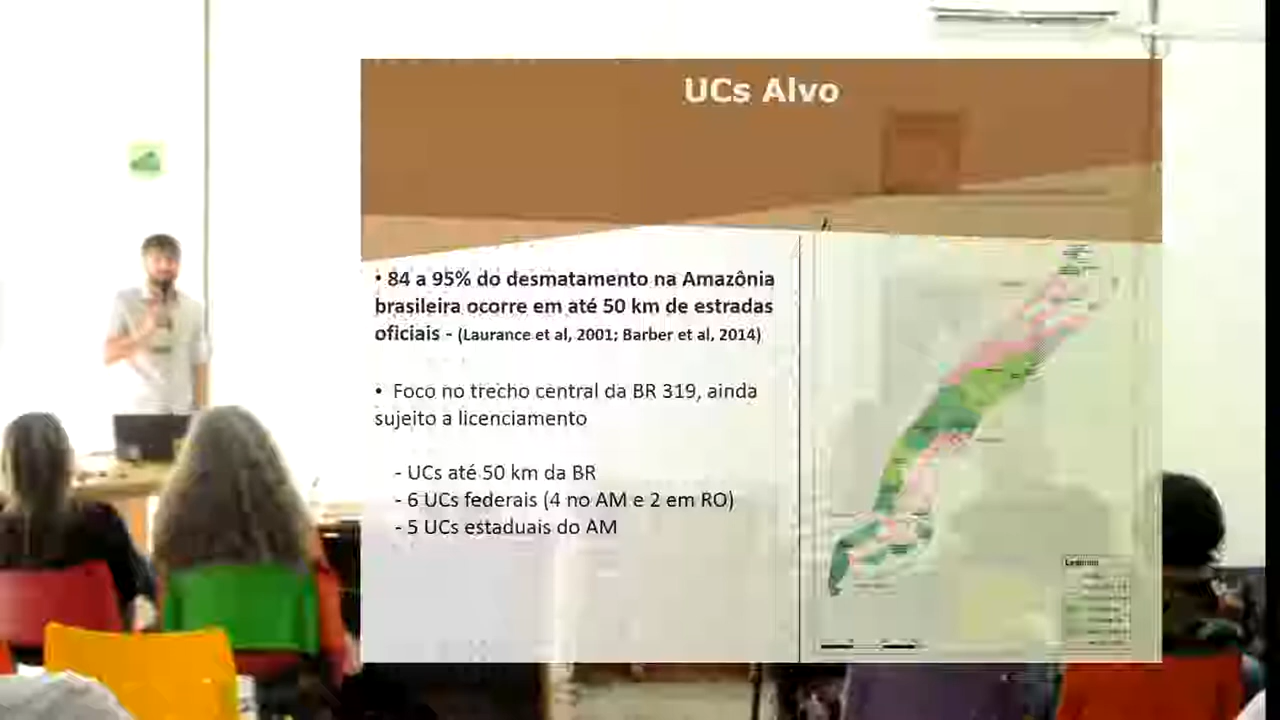 UCs Alvo
• 84 a 95% do desmatamento na Amazônia
brasileira ocorre em até 50 km de estradas
oficiais - (Laurance et al, 2001; Barber et al, 2014)
• Foco no trecho central da BR 319, ainda
sujeito a licenciamento
- UCs até 50 km da BR
- 6 UCs federais (4 no AM e 2 em RO)
- 5 UCs estaduais do AM